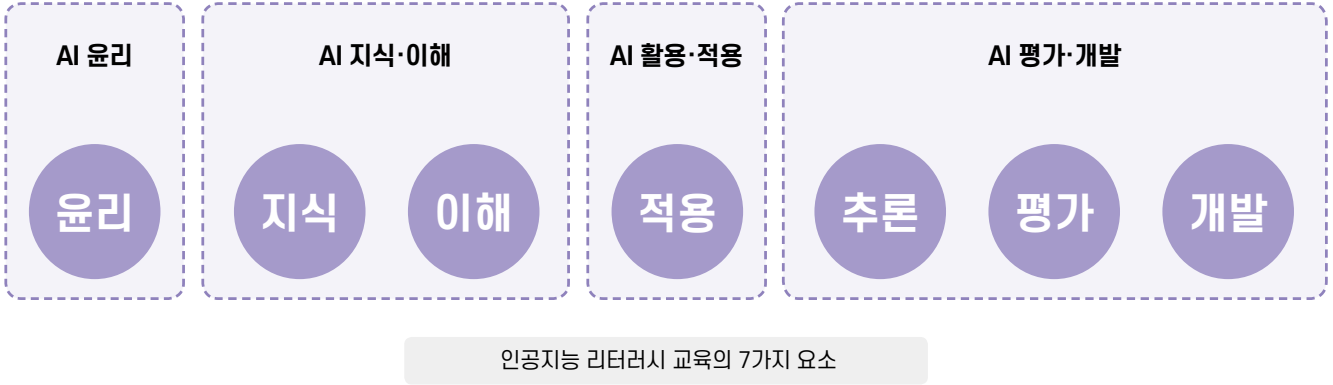 AI 윤리
AI 지식·이해
AI 활용·적용
AI 평가·개발
윤리
지식
이해
적용
추론
평가
개발
인공지능 리터러시 교육의 7가지 요소